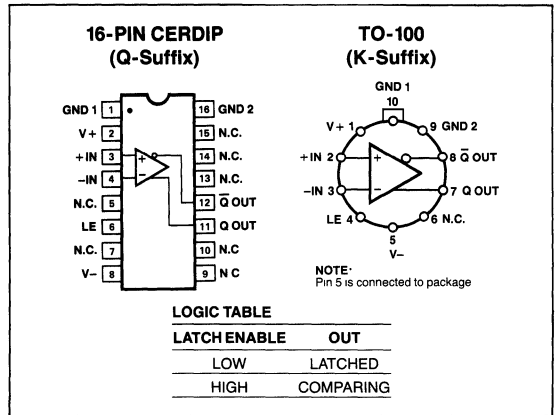 16-PIN CERDIP
(Q-Suffix)
GND 1 1
V+ 2
+IN 3
-IN 4
N.C. 5
LE 6
N.C. 7
V- 8
16 GND 2
15 N.C.
14 N.C.
13 N.C.
12 Q̅ OUT
11 Q OUT
10 N.C
9 N C
+
−
TO-100
(K-Suffix)
GND 1
10
V+ 1
9 GND 2
+IN 2
8 Q̅ OUT
-IN 3
7 Q OUT
LE 4
6 N.C.
5
V-
+
−
NOTE·
Pin 5 is connected to package
LOGIC TABLE
LATCH ENABLE OUT
LOW LATCHED
HIGH COMPARING